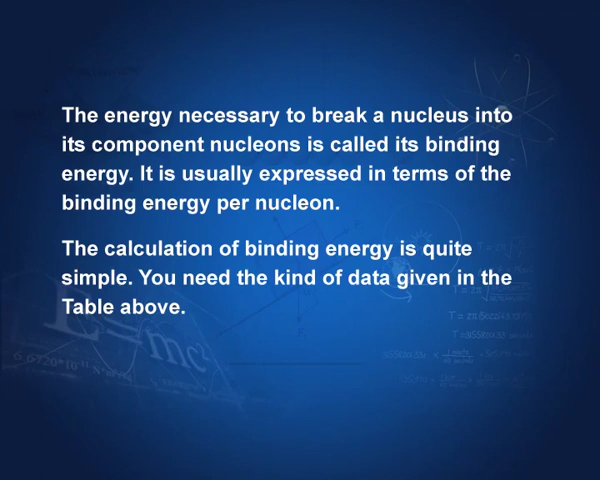 The energy necessary to break a nucleus into
its component nucleons is called its binding
energy. It is usually expressed in terms of the
binding energy per nucleon.
The calculation of binding energy is quite
simple. You need the kind of data given in the
Table above.
E=mc²